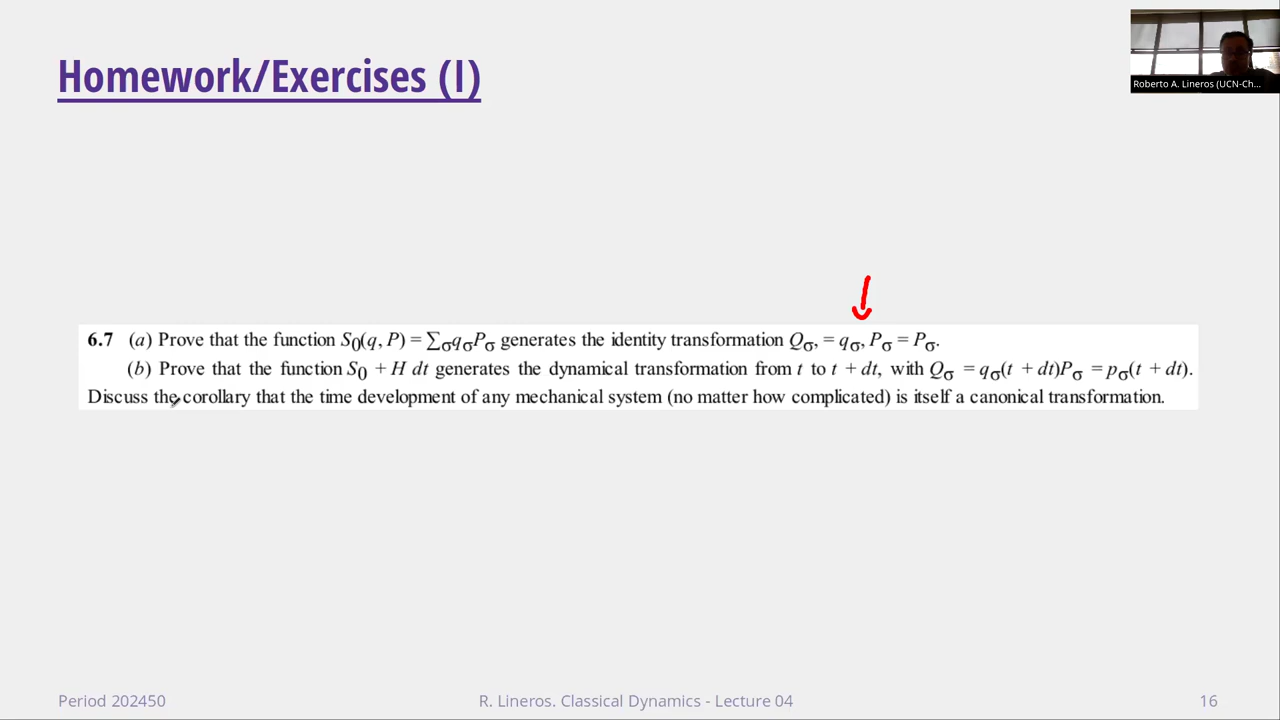 Homework/Exercises (I)
Roberto A. Lineros (UCN-Ch...
6.7 (a) Prove that the function S₀(q, P) = ∑σqσPσ generates the identity transformation Qσ, = qσ, Pσ = Pσ.
(b) Prove that the function S₀ + H dt generates the dynamical transformation from t to t + dt, with Qσ = qσ(t + dt)Pσ = pσ(t + dt).
Discuss the corollary that the time development of any mechanical system (no matter how complicated) is itself a canonical transformation.
Period 202450
R. Lineros. Classical Dynamics - Lecture 04
16